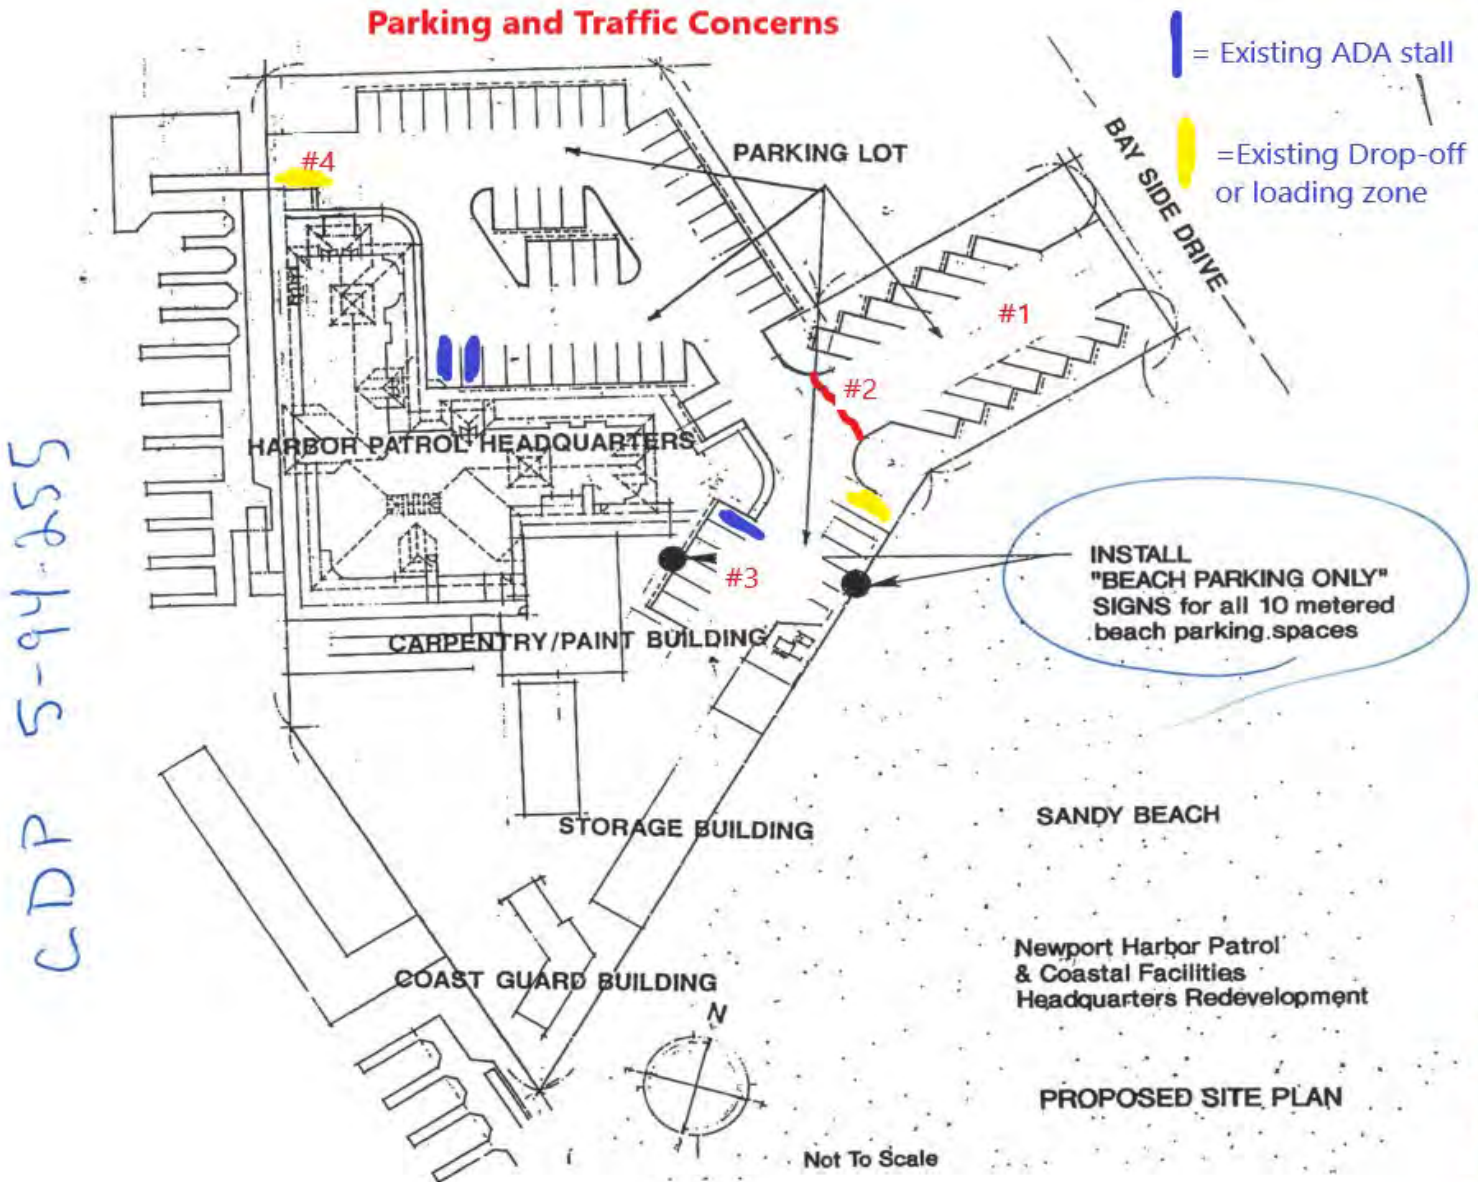 Parking and Traffic Concerns
= Existing ADA stall
=Existing Drop-off
or loading zone
BAY SIDE DRIVE
PARKING LOT
#4
#1
#2
HARBOR PATROL HEADQUARTERS
#3
INSTALL
"BEACH PARKING ONLY"
SIGNS for all 10 metered
beach parking spaces
CARPENTRY/PAINT BUILDING
CDP 5-94-255
STORAGE BUILDING
SANDY BEACH
COAST GUARD BUILDING
Newport Harbor Patrol
& Coastal Facilities
Headquarters Redevelopment
N
PROPOSED SITE PLAN
Not To Scale